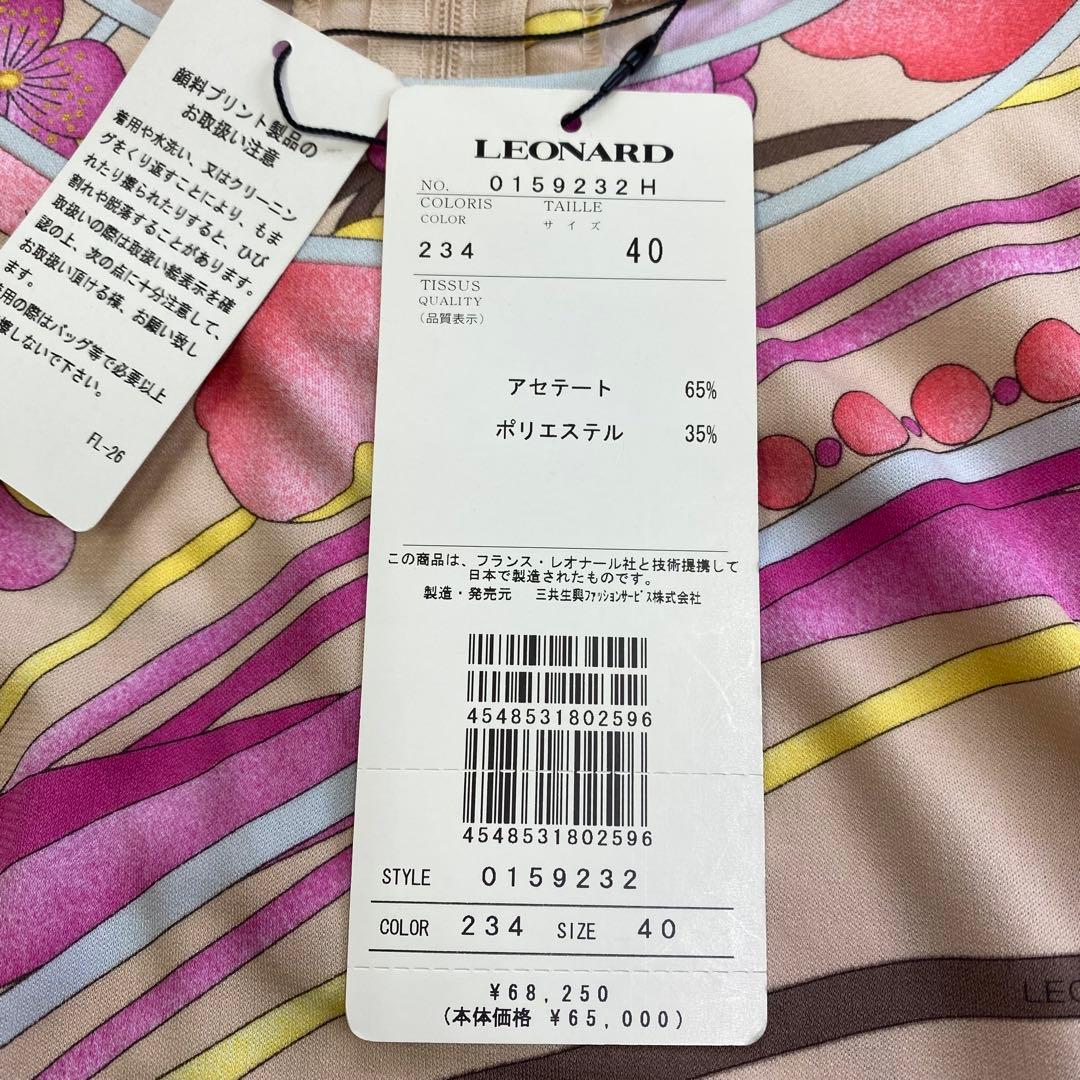 顔料プリント製品の
お取扱い注意
着用や水洗い、又はクリーニン
グをくり返すことにより、もま
れたり擦られたりすると、ひび
割れや脱落することがあります。
取扱いの際は取扱い絵表示を確
認の上、次の点に十分注意して、
お取扱い頂ける様、お願い致し
ます。
用の際はバッグ等で必要以上
しないで下さい。
FL-26
LEONARD
NO. 0159232H
COLORIS TAILLE
COLOR サイズ
234 40
TISSUS
QUALITY
(品質表示)
アセテート 65%
ポリエステル 35%
この商品は、フランス・レオナール社と技術提携して
日本で製造されたものです。
製造・発売元 三共生興ﾌｧｯｼｮﾝｻｰﾋﾞｽ株式会社
4548531802596
4548531802596
STYLE 0159232
COLOR 234 SIZE 40
¥68,250
(本体価格 ¥65,000)
LEO